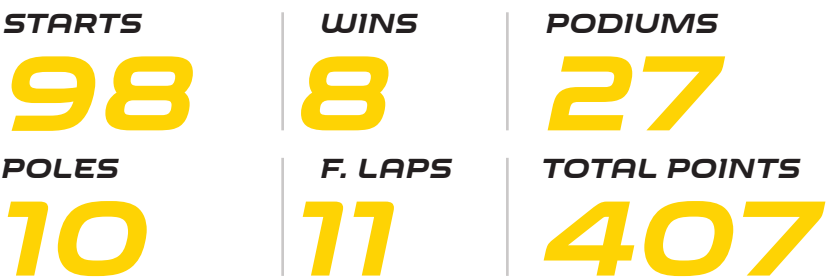 STARTS WINS PODIUMS
98 8 27
POLES F. LAPS TOTAL POINTS
10 11 407